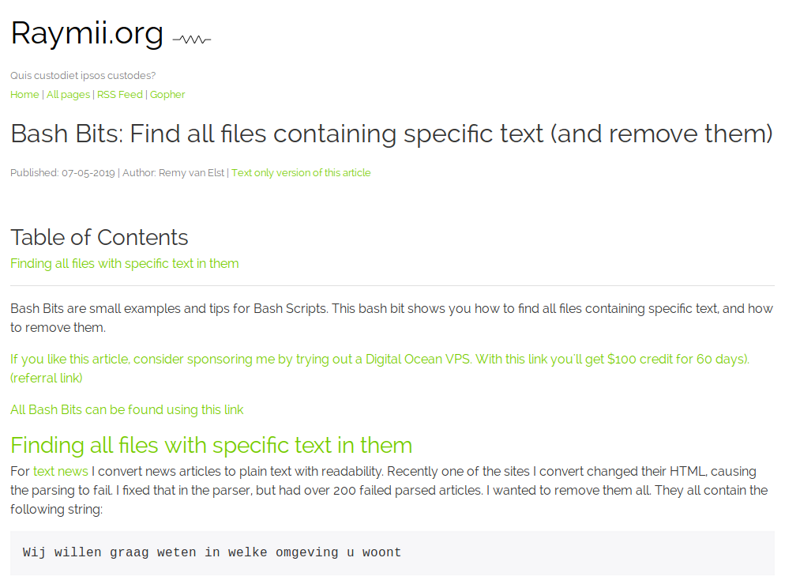 Raymii.org
Quis custodiet ipsos custodes?
Home | All pages | RSS Feed | Gopher
Bash Bits: Find all files containing specific text (and remove them)
Published: 07-05-2019 | Author: Remy van Elst | Text only version of this article
Table of Contents
Finding all files with specific text in them
Bash Bits are small examples and tips for Bash Scripts. This bash bit shows you how to find all files containing specific text, and how
to remove them.
If you like this article, consider sponsoring me by trying out a Digital Ocean VPS. With this link you'll get $100 credit for 60 days).
(referral link)
All Bash Bits can be found using this link
Finding all files with specific text in them
For text news I convert news articles to plain text with readability. Recently one of the sites I convert changed their HTML, causing
the parsing to fail. I fixed that in the parser, but had over 200 failed parsed articles. I wanted to remove them all. They all contain the
following string:
Wij willen graag weten in welke omgeving u woont